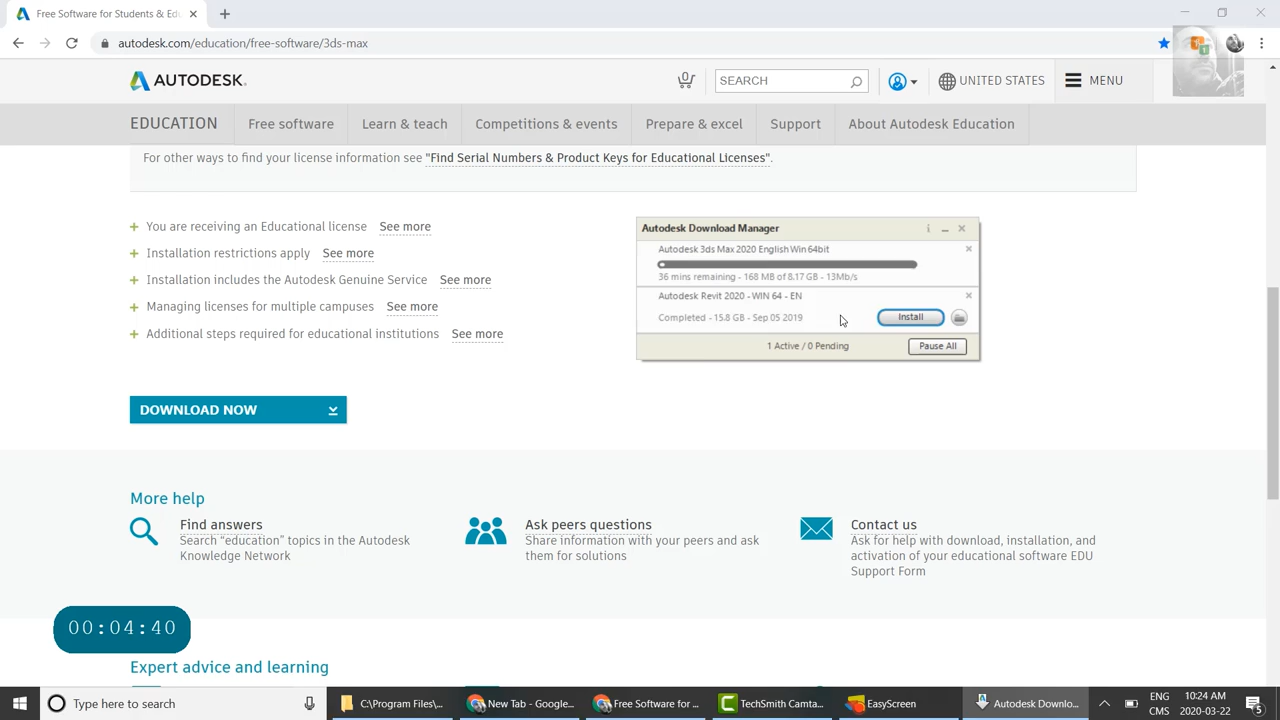 Free Software for Students & Edu
autodesk.com/education/free-software/3ds-max
AUTODESK.
0
SEARCH
UNITED STATES
MENU
EDUCATION
Free software
Learn & teach
Competitions & events
Prepare & excel
Support
About Autodesk Education
For other ways to find your license information see "Find Serial Numbers & Product Keys for Educational Licenses".
You are receiving an Educational license See more
Installation restrictions apply See more
Installation includes the Autodesk Genuine Service See more
Managing licenses for multiple campuses See more
Additional steps required for educational institutions See more
Autodesk Download Manager
Autodesk 3ds Max 2020 English Win 64bit
36 mins remaining - 168 MB of 8.17 GB - 13Mb/s
Autodesk Revit 2020 - WIN 64 - EN
Completed - 15.8 GB - Sep 05 2019
Install
1 Active / 0 Pending
Pause All
DOWNLOAD NOW
More help
Find answers
Search “education” topics in the Autodesk
Knowledge Network
Ask peers questions
Share information with your peers and ask
them for solutions
Contact us
Ask for help with download, installation, and
activation of your educational software EDU
Support Form
00:04:40
Expert advice and learning
Type here to search
C:\Program Files\...
New Tab - Google...
Free Software for ...
TechSmith Camta...
EasyScreen
Autodesk Downlo...
ENG
CMS
10:24 AM
2020-03-22
5